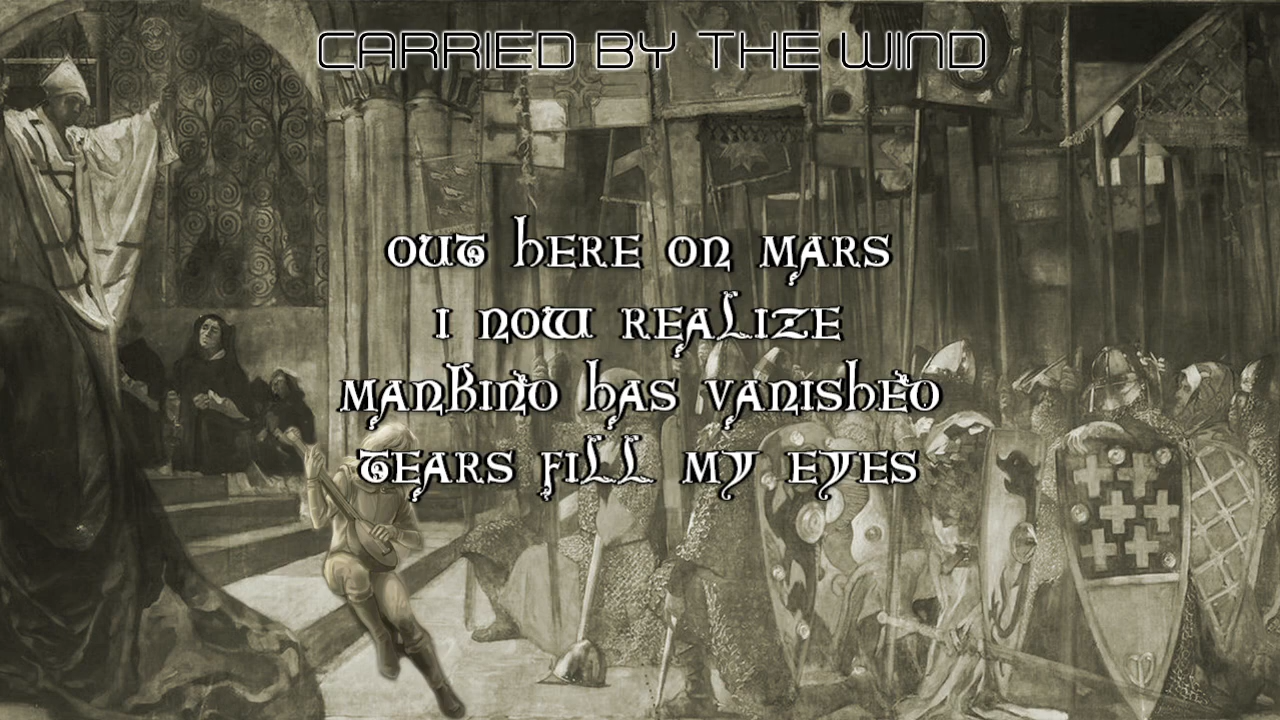 CARRIED BY THE WIND
OUT HERE ON MARS
I NOW REALIZE
MANKIND HAS VANISHED
TEARS FILL MY EYES